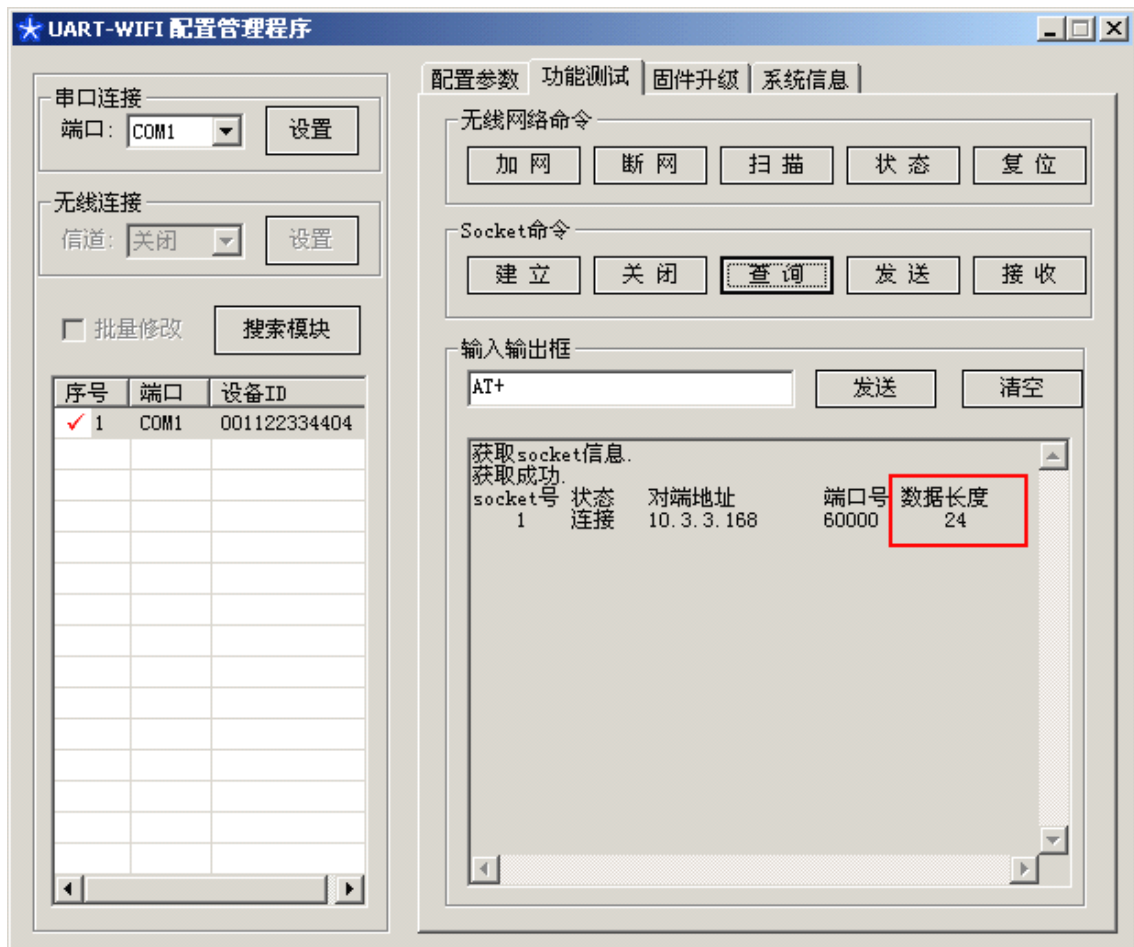 UART-WIFI 配置管理程序
串口连接
端口: COM1 设置
无线连接
信道: 关闭 设置
批量修改 搜索模块
序号 端口 设备ID
1 COM1 001122334404
配置参数 功能测试 固件升级 系统信息
无线网络命令
加 网 断 网 扫 描 状 态 复 位
Socket命令
建 立 关 闭 查 询 发 送 接 收
输入输出框
AT+ 发送 清空
获取socket信息.
获取成功.
socket号 状态 对端地址 端口号 数据长度
1 连接 10.3.3.168 60000 24